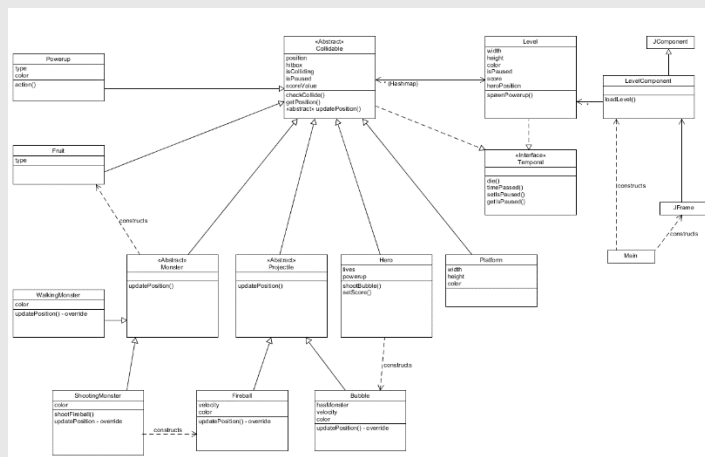 Powerup
type
color
action()
«Abstract»
Collidable
position
hitbox
isColliding
isPaused
scoreValue
checkCollide()
getPosition()
«abstract» updatePosition()
(Hashmap)
Level
width
height
color
isPaused
score
heroPosition
spawnPowerup()
JComponent
LevelComponent
loadLevel()
Fruit
type
«Interface»
Temporal
die()
timePassed()
setIsPaused()
getIsPaused()
constructs
JFrame
constructs
Main
constructs
«Abstract»
Monster
updatePosition()
«Abstract»
Projectile
updatePosition()
Hero
lives
powerup
shootBubble()
setScore()
Platform
width
height
color
WalkingMonster
color
updatePosition() - override
constructs
ShootingMonster
color
shootFireball()
updatePosition - override
constructs
Fireball
velocity
color
updatePosition() - override
Bubble
hasMonster
velocity
color
updatePosition() - override